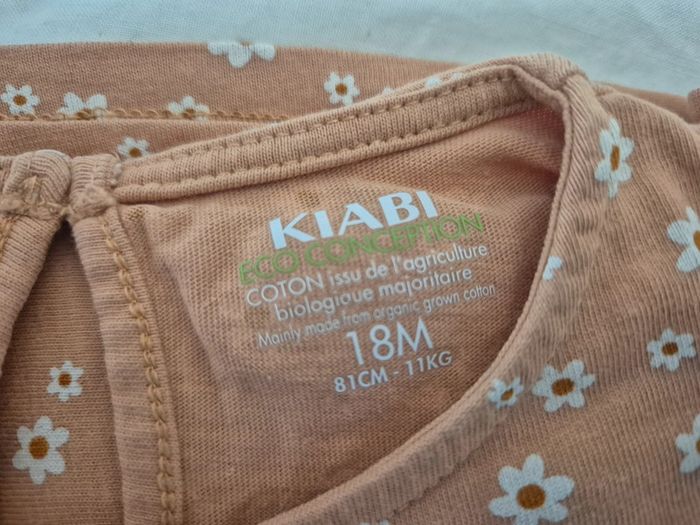 KIABI
ECO CONCEPTION
COTON issu de l'agriculture
biologique majoritaire
Mainly made from organic grown cotton
18M
81CM - 11KG